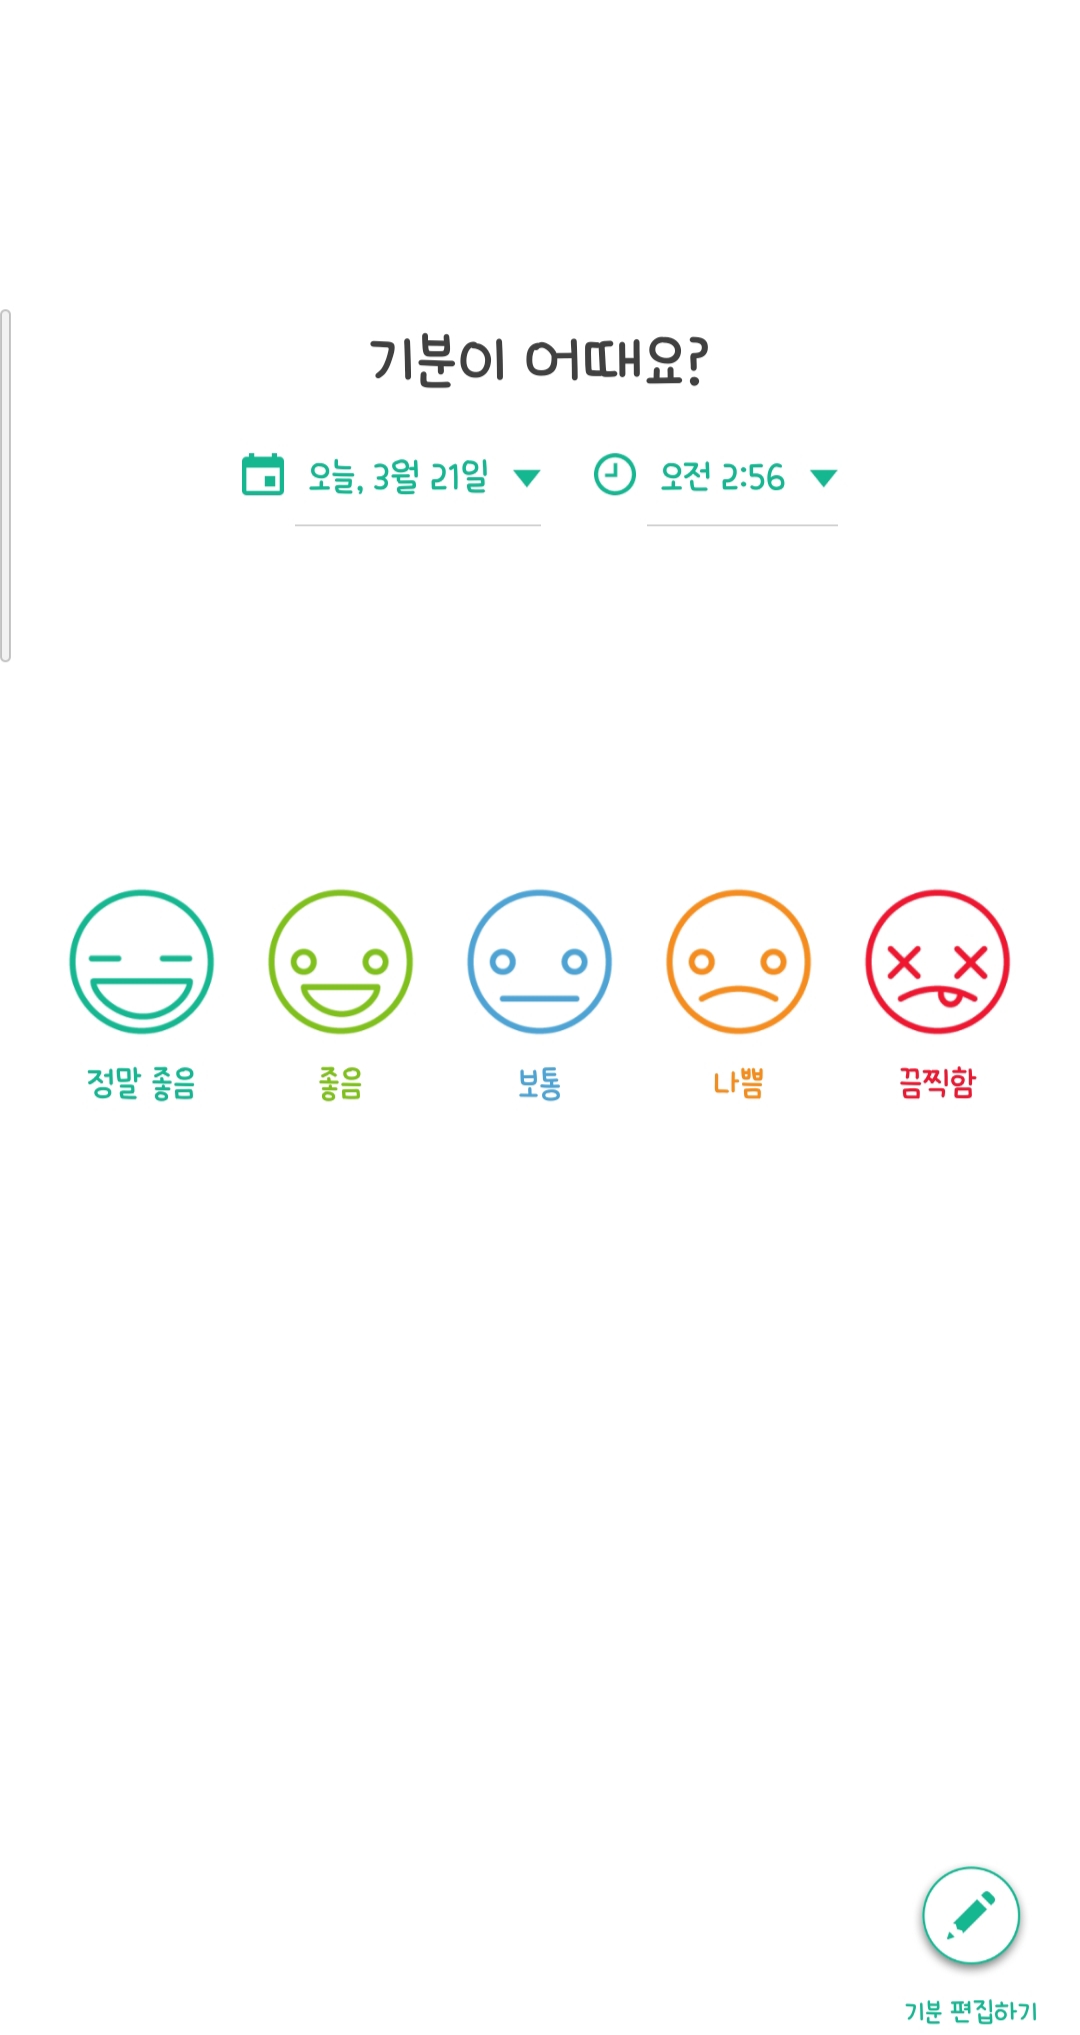 기분이 어때요?
오늘, 3월 21일 오전 2:56
정말 좋음 좋음 보통 나쁨 끔찍함
기분 편집하기